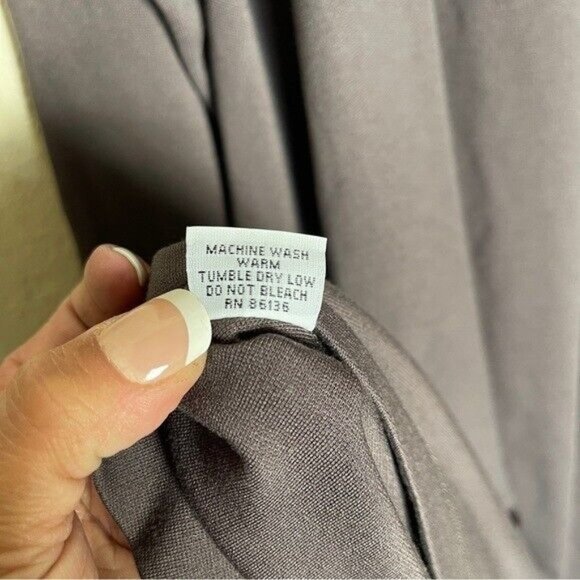 MACHINE WASH
WARM
TUMBLE DRY LOW
DO NOT BLEACH
RN 86136